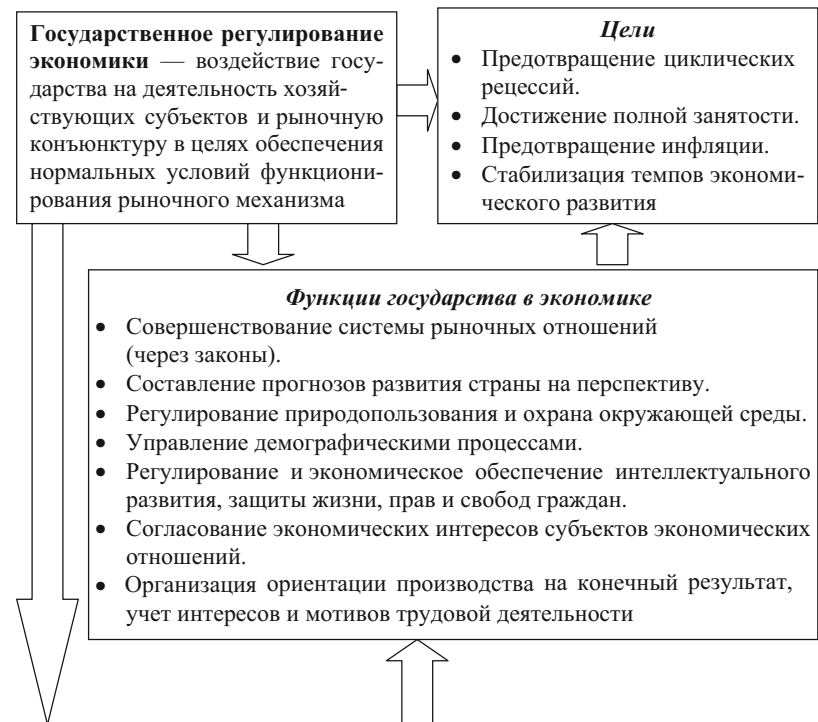 Государственное регулирование
экономики — воздействие госу-
дарства на деятельность хозяй-
ствующих субъектов и рыночную
конъюнктуру в целях обеспечения
нормальных условий функциони-
рования рыночного механизма
Цели
• Предотвращение циклических
рецессий.
• Достижение полной занятости.
• Предотвращение инфляции.
• Стабилизация темпов экономи-
ческого развития
Функции государства в экономике
• Совершенствование системы рыночных отношений
(через законы).
• Составление прогнозов развития страны на перспективу.
• Регулирование природопользования и охрана окружающей среды.
• Управление демографическими процессами.
• Регулирование и экономическое обеспечение интеллектуального
развития, защиты жизни, прав и свобод граждан.
• Согласование экономических интересов субъектов экономических
отношений.
• Организация ориентации производства на конечный результат,
учет интересов и мотивов трудовой деятельности